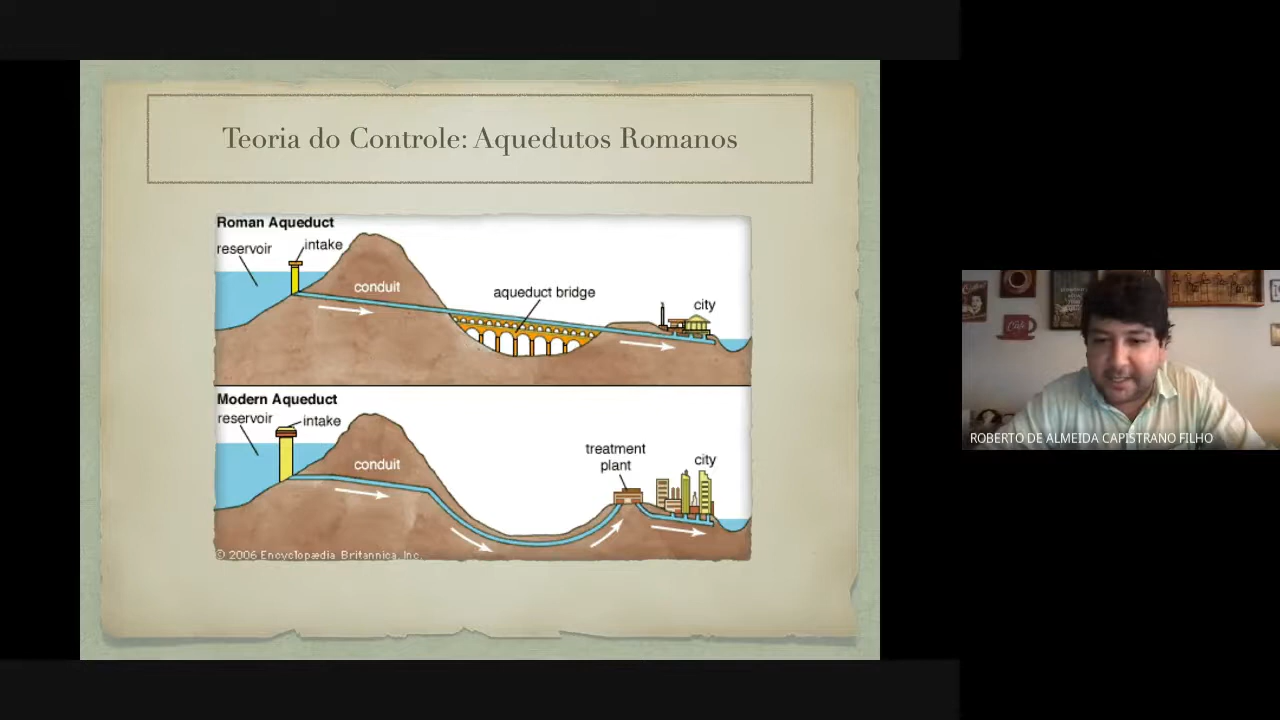 Teoria do Controle: Aquedutos Romanos
Roman Aqueduct
reservoir
intake
conduit
aqueduct bridge
city
Modern Aqueduct
reservoir
intake
conduit
treatment
plant
city
© 2006 Encyclopædia Britannica, Inc.
ROBERTO DE ALMEIDA CAPISTRANO FILHO